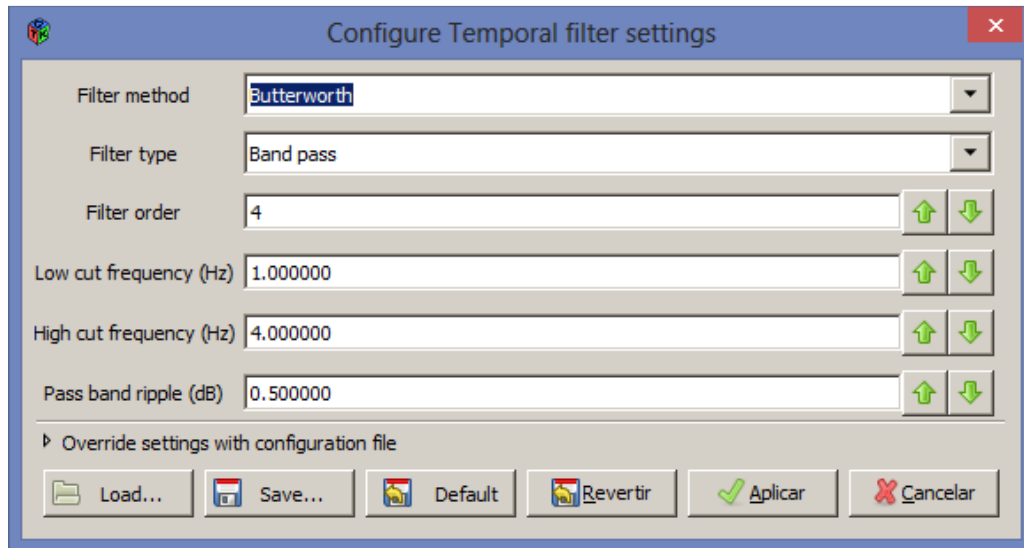 Configure Temporal filter settings
Filter method Butterworth
Filter type Band pass
Filter order 4
Low cut frequency (Hz) 1.000000
High cut frequency (Hz) 4.000000
Pass band ripple (dB) 0.500000
Override settings with configuration file
Load... Save... Default Revertir Aplicar Cancelar